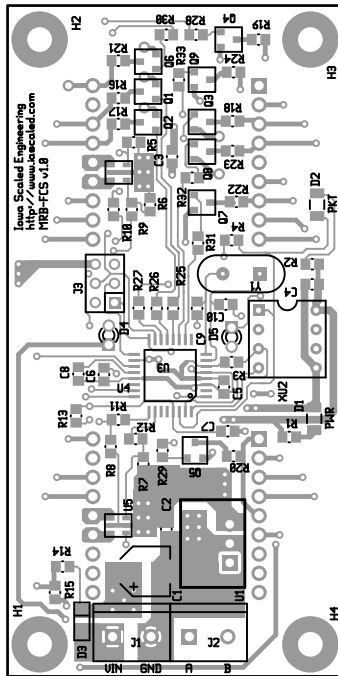 H2
R30
R28
Q4
R19
H3
R21
Q6
R33
Q9
R24
R16
Q1
Q3
R17
Q2
R18
Iowa Scaled Engineering
http://www.iascaled.com
MRB-FCS v1.0
R5
C3
R23
Q8
R32
R22
D2
PKT
R6
R9
R10
Q7
R31
R4
J3
R27
R26
R25
Y1
R2
C4
C10
D4
D5
C9
U3
U4
C8
C6
R3
C5
XU2
R13
R11
R12
C7
D1
PWR
R1
R8
R7
R29
Q5
R20
U5
C2
R14
R15
C1
U1
+
H1
D3
J1
J2
H4
VIN
GND
A
B